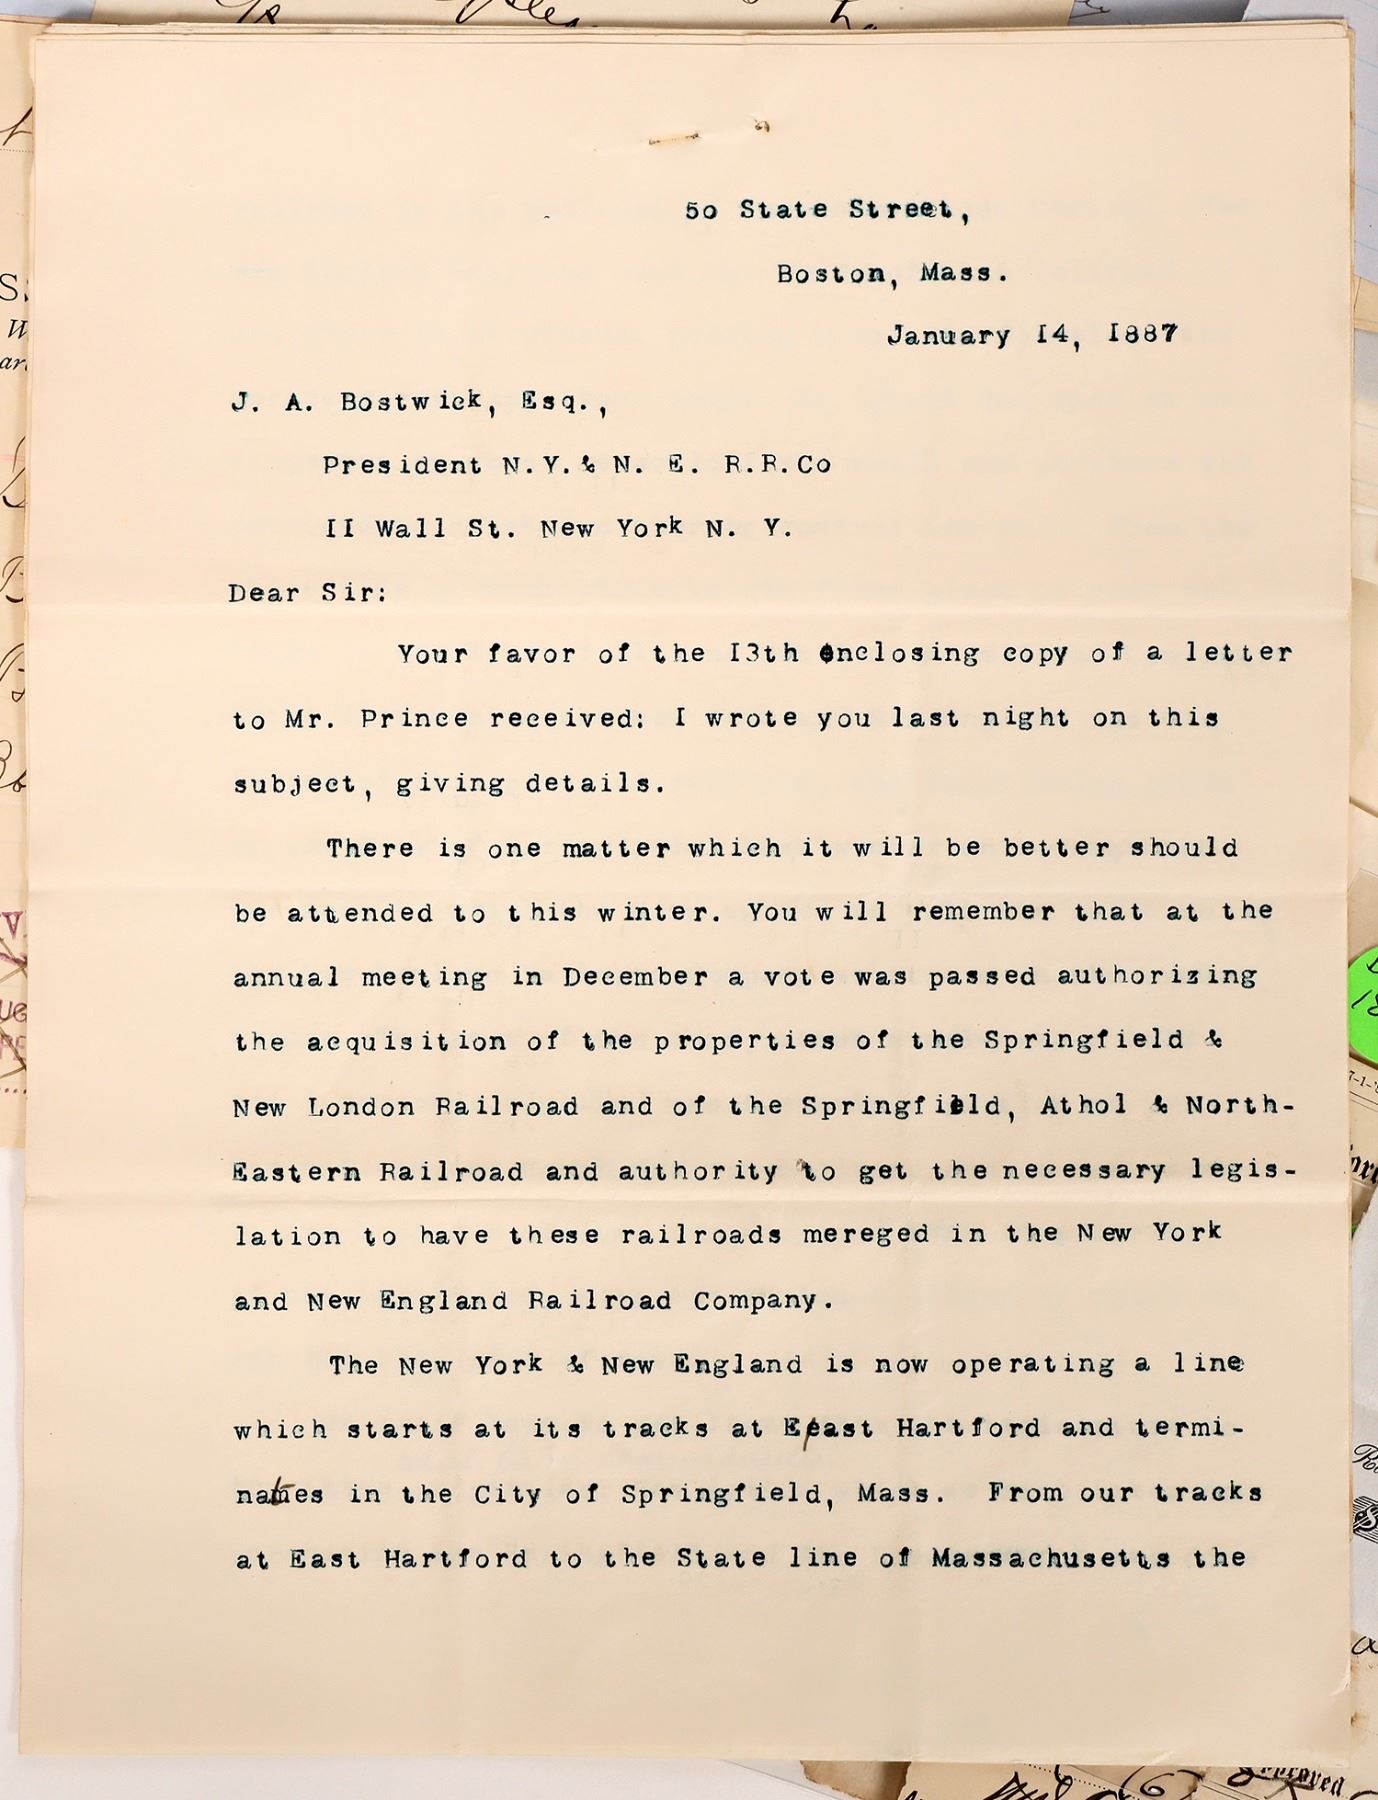 50 State Street,
Boston, Mass.
January I4, I887
J. A. Bostwick, Esq.,
President N.Y.& N. E. R.R.Co
II Wall St. New York N. Y.
Dear Sir:
Your favor of the I3th enclosing copy of a letter
to Mr. Prince received: I wrote you last night on this
subject, giving details.
There is one matter which it will be better should
be attended to this winter. You will remember that at the
annual meeting in December a vote was passed authorizing
the acquisition of the properties of the Springfield &
New London Railroad and of the Springfield, Athol & North-
Eastern Railroad and authority to get the necessary legis-
lation to have these railroads mereged in the New York
and New England Railroad Company.
The New York & New England is now operating a line
which starts at its tracks at East Hartford and termi-
nates in the City of Springfield, Mass. From our tracks
at East Hartford to the State line of Massachusetts the
Approved